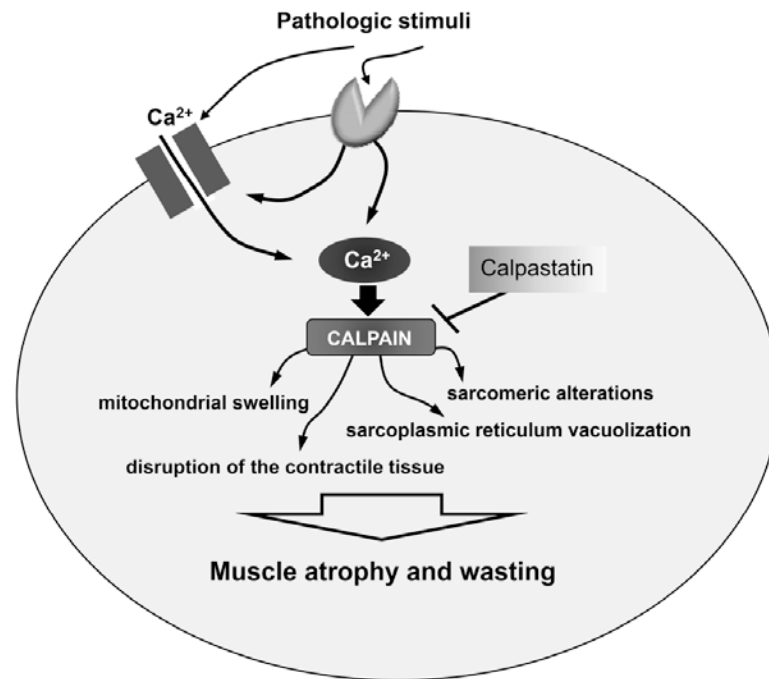 Pathologic stimuli
Ca²⁺
Ca²⁺
Calpastatin
CALPAIN
sarcomeric alterations
mitochondrial swelling
sarcoplasmic reticulum vacuolization
disruption of the contractile tissue
Muscle atrophy and wasting